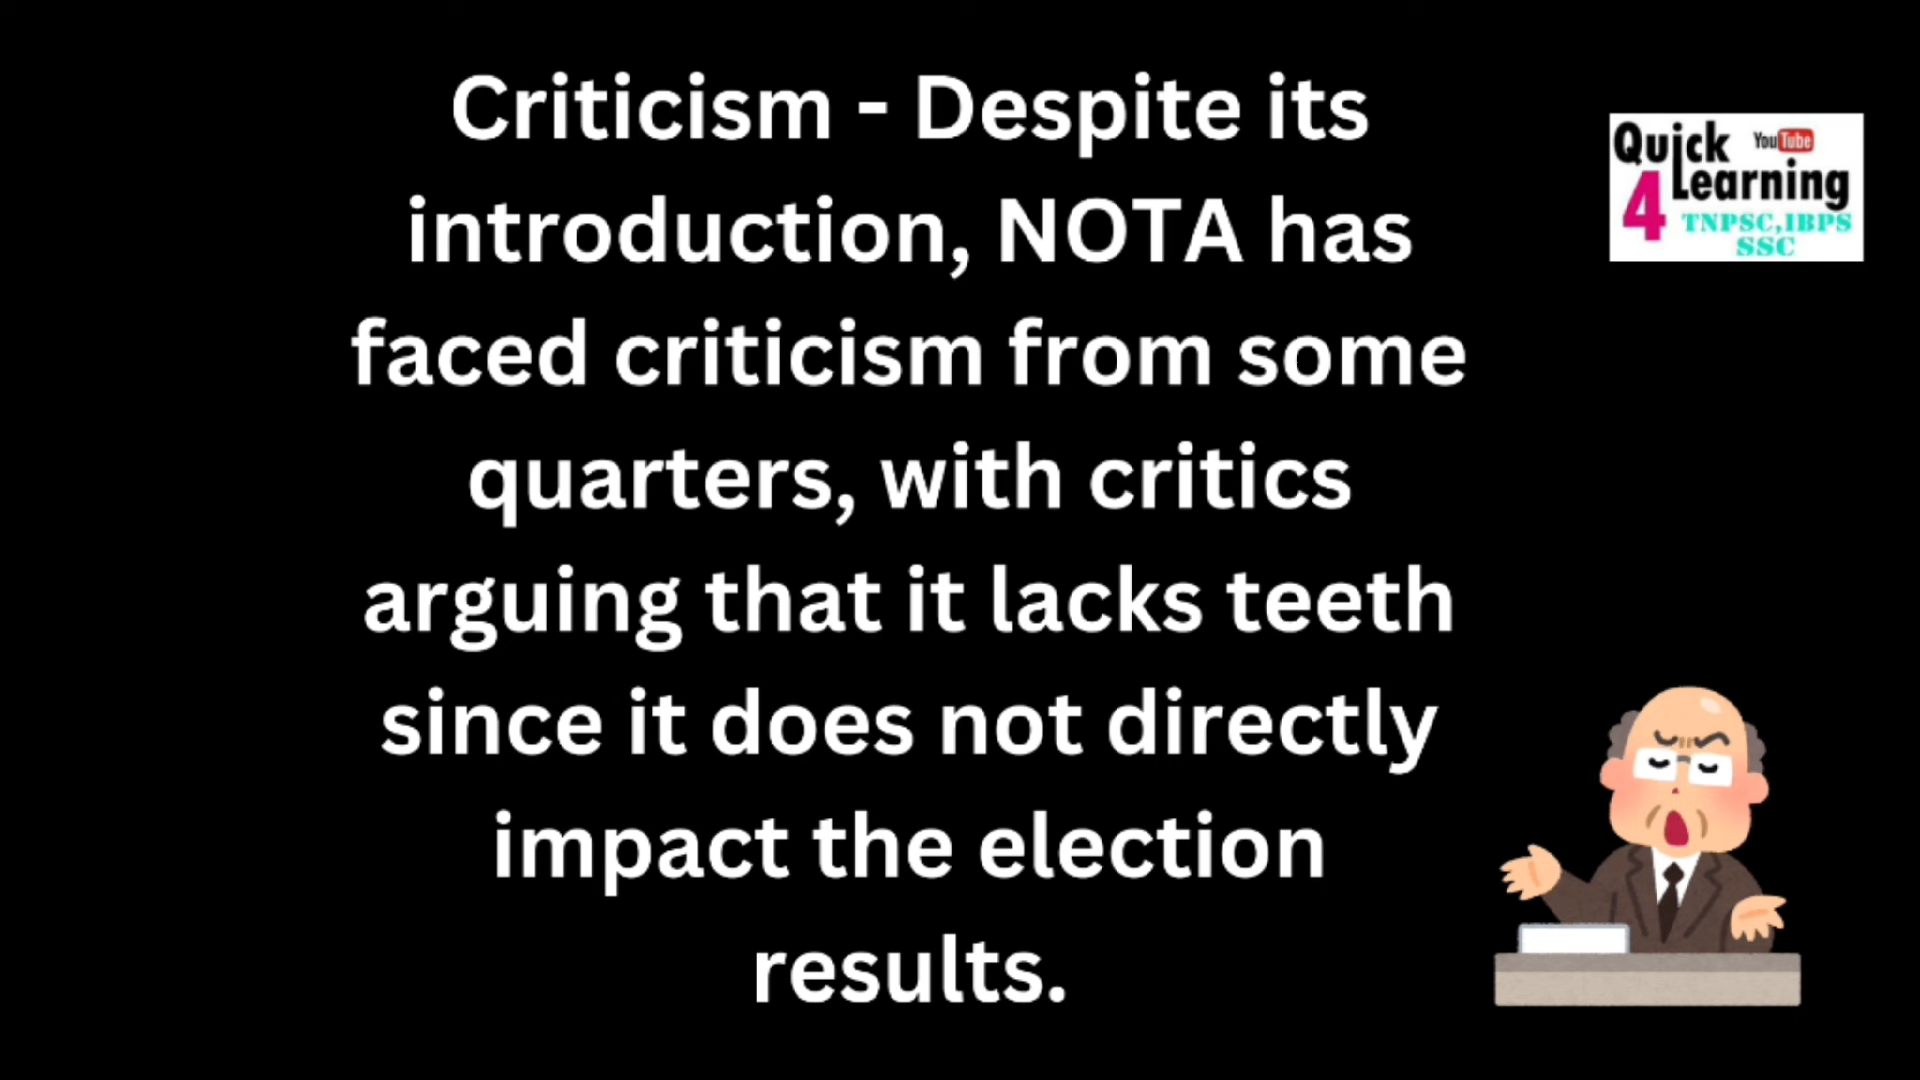 Criticism - Despite its
introduction, NOTA has
faced criticism from some
quarters, with critics
arguing that it lacks teeth
since it does not directly
impact the election
results.
Quick YouTube
4 Learning
TNPSC,IBPS
SSC